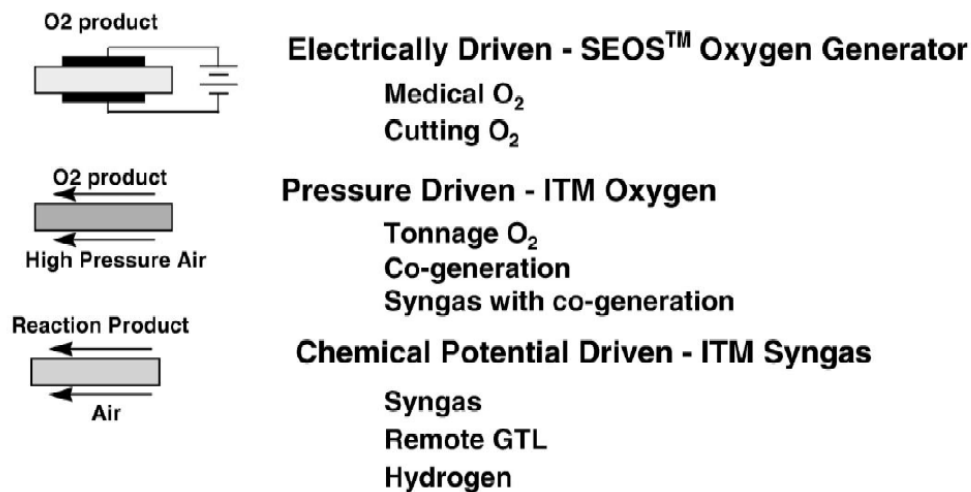 O2 product
Electrically Driven - SEOS™ Oxygen Generator
Medical O₂
Cutting O₂
O2 product
High Pressure Air
Pressure Driven - ITM Oxygen
Tonnage O₂
Co-generation
Syngas with co-generation
Reaction Product
Air
Chemical Potential Driven - ITM Syngas
Syngas
Remote GTL
Hydrogen